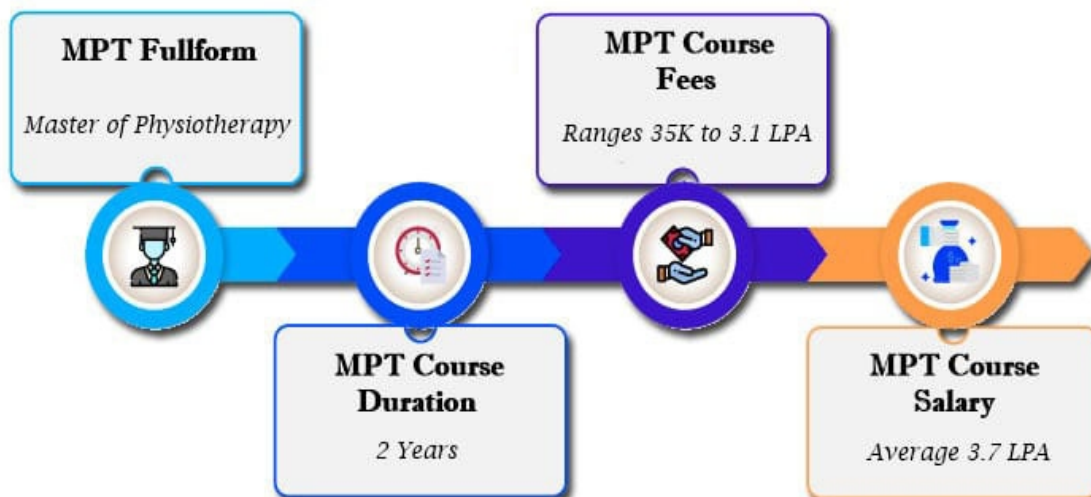 MPT Fullform
Master of Physiotherapy
MPT Course
Duration
2 Years
MPT Course
Fees
Ranges 35K to 3.1 LPA
MPT Course
Salary
Average 3.7 LPA